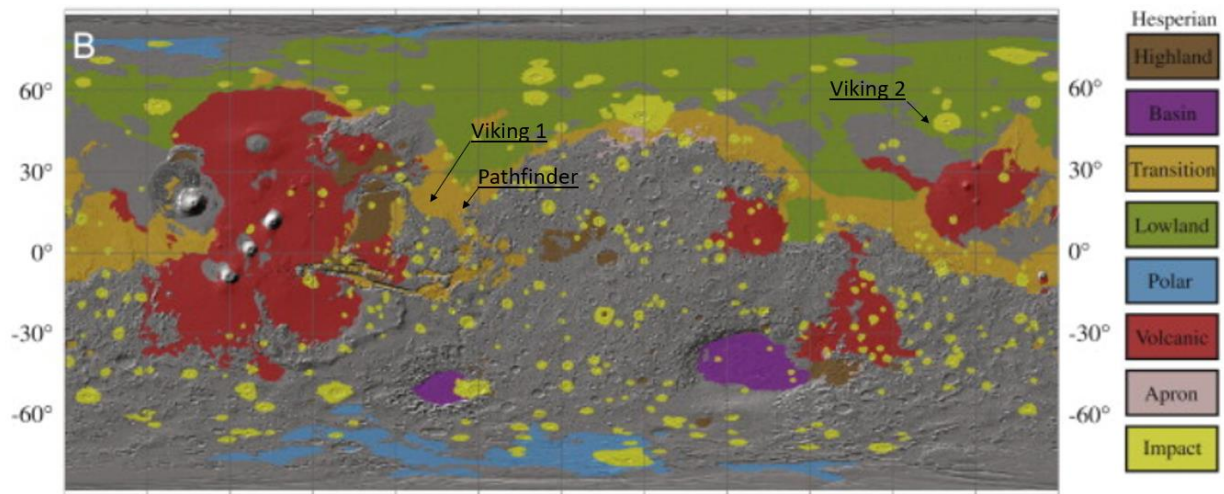 B
Hesperian
Highland
Basin
Transition
Lowland
Polar
Volcanic
Apron
Impact
60°
30°
0°
-30°
-60°
60°
30°
0°
-30°
-60°
Viking 2
Viking 1
Pathfinder